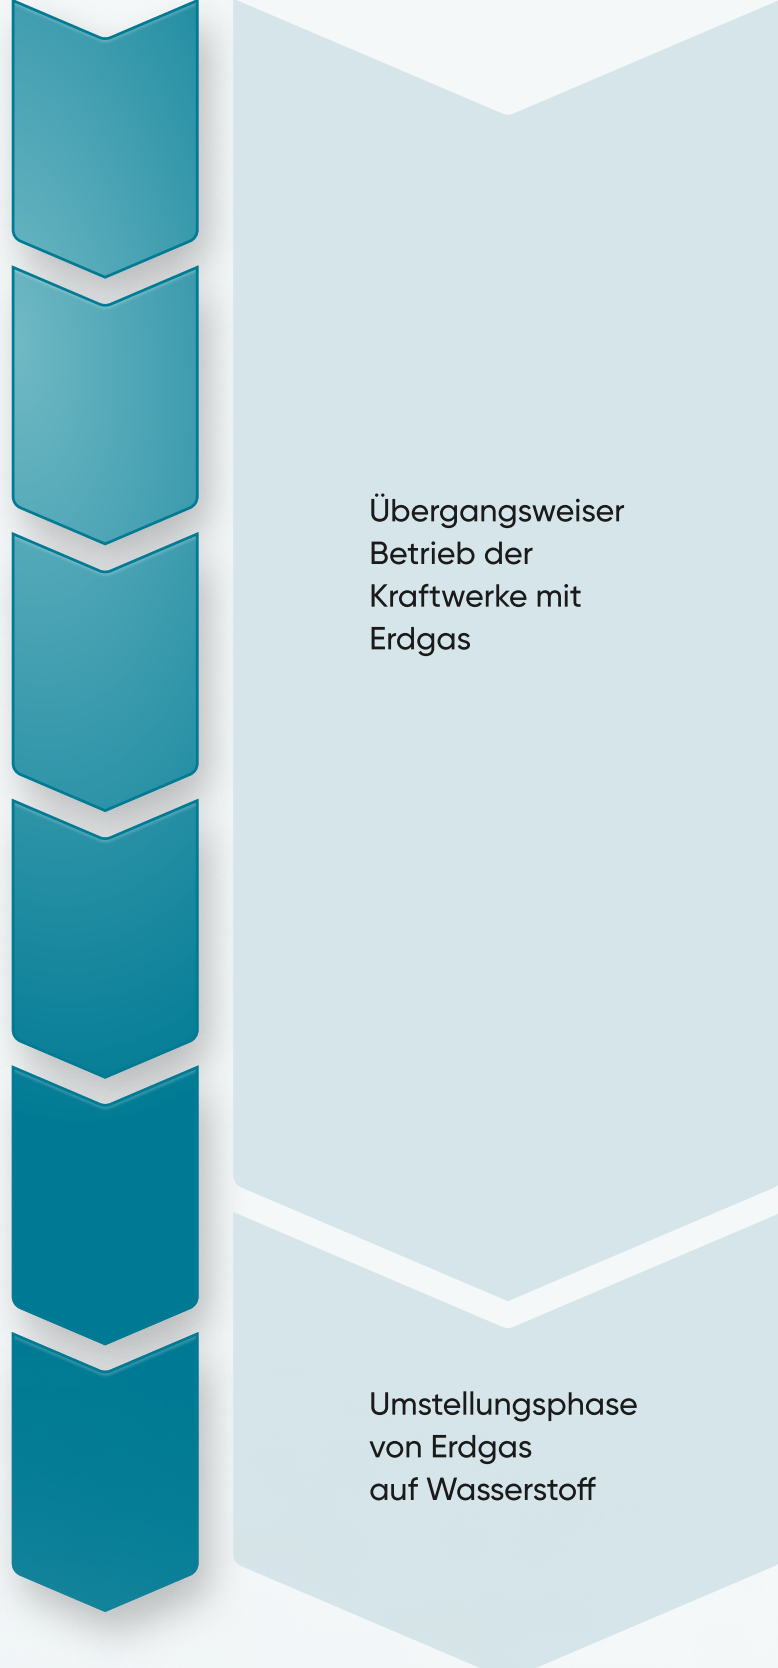 Übergangsweiser
Betrieb der
Kraftwerke mit
Erdgas
Umstellungsphase
von Erdgas
auf Wasserstoff